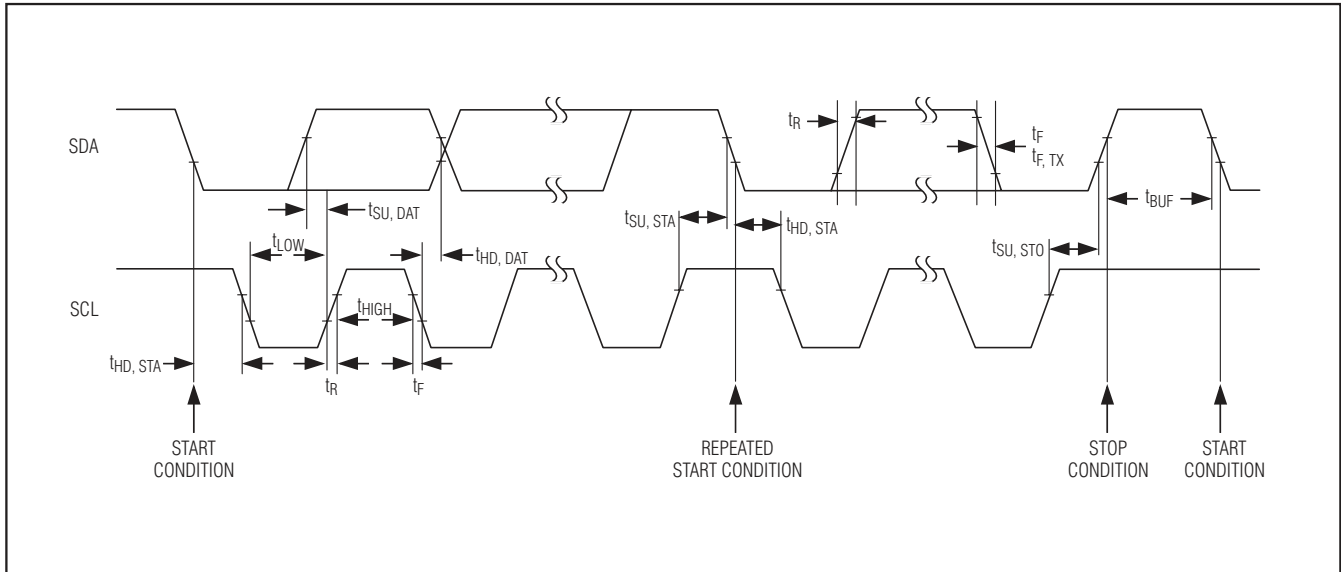 SDA
tR
tF
tF, TX
tSU, DAT
tLOW
tHD, DAT
tSU, STA
tHD, STA
tBUF
tSU, STO
SCL
tHIGH
tHD, STA
tR
tF
START
CONDITION
REPEATED
START CONDITION
STOP
CONDITION
START
CONDITION